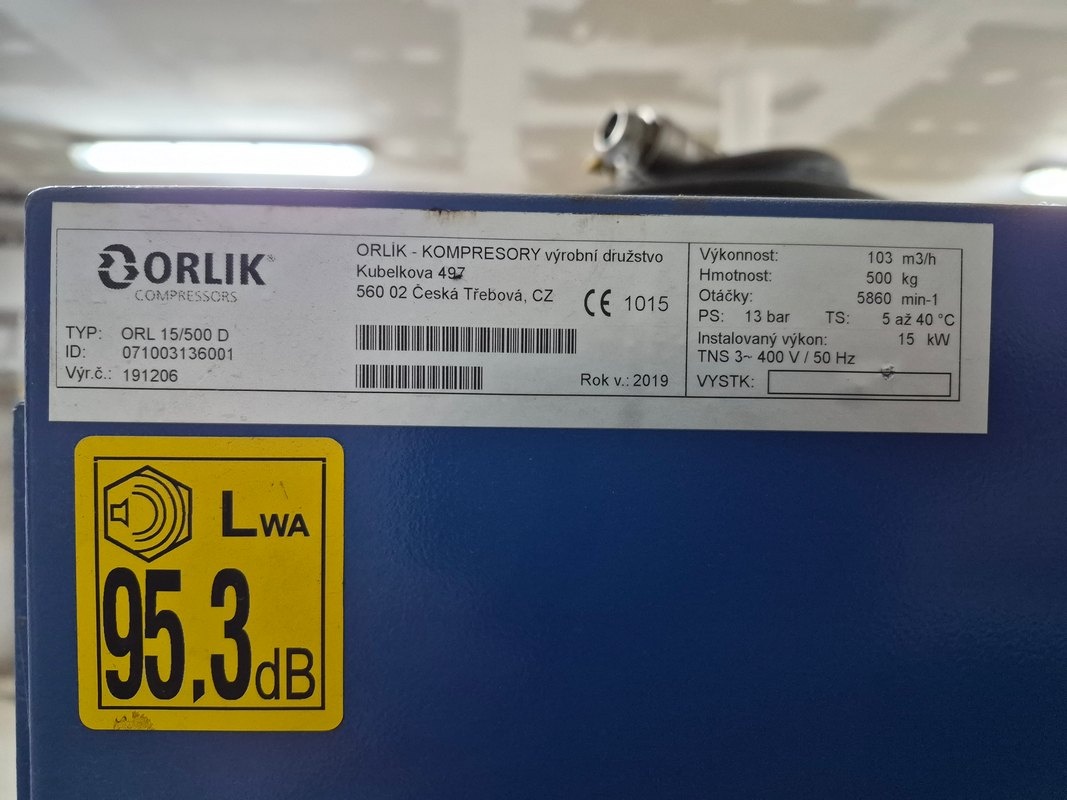 ORLIK®
COMPRESSORS
TYP: ORL 15/500 D
ID: 071003136001
Výr.č.: 191206
ORLÍK - KOMPRESORY výrobní družstvo
Kubelkova 497
560 02 Česká Třebová, CZ
CE 1015
Rok v.: 2019
Výkonnost: 103 m3/h
Hmotnost: 500 kg
Otáčky: 5860 min-1
PS: 13 bar TS: 5 až 40 °C
Instalovaný výkon: 15 kW
TNS 3~ 400 V / 50 Hz
VYSTK:
LWA
95,3dB